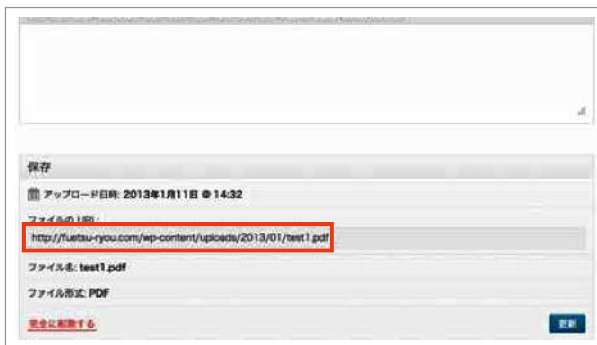 保存
アップロード日時: 2013年1月11日 @ 14:32
ファイルの URL:
http://fuetsu-ryou.com/wp-content/uploads/2013/01/test1.pdf
ファイル名: test1.pdf
ファイル形式: PDF
完全に削除する
更新